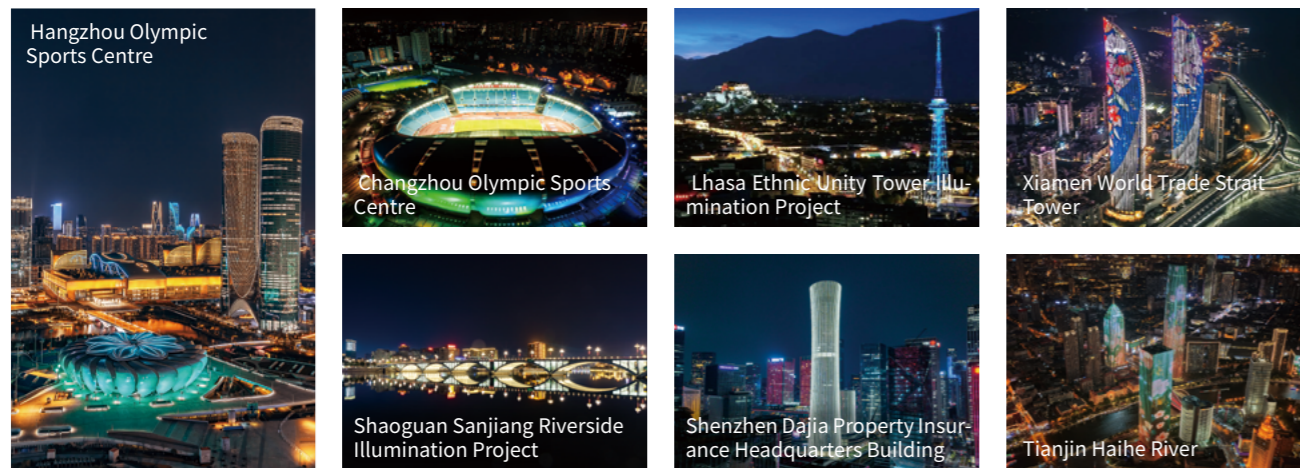 Hangzhou Olympic
Sports Centre
Changzhou Olympic Sports
Centre
Lhasa Ethnic Unity Tower Illu-
mination Project
Xiamen World Trade Strait
Tower
Shaoguan Sanjiang Riverside
Illumination Project
Shenzhen Dajia Property Insur-
ance Headquarters Building
Tianjin Haihe River